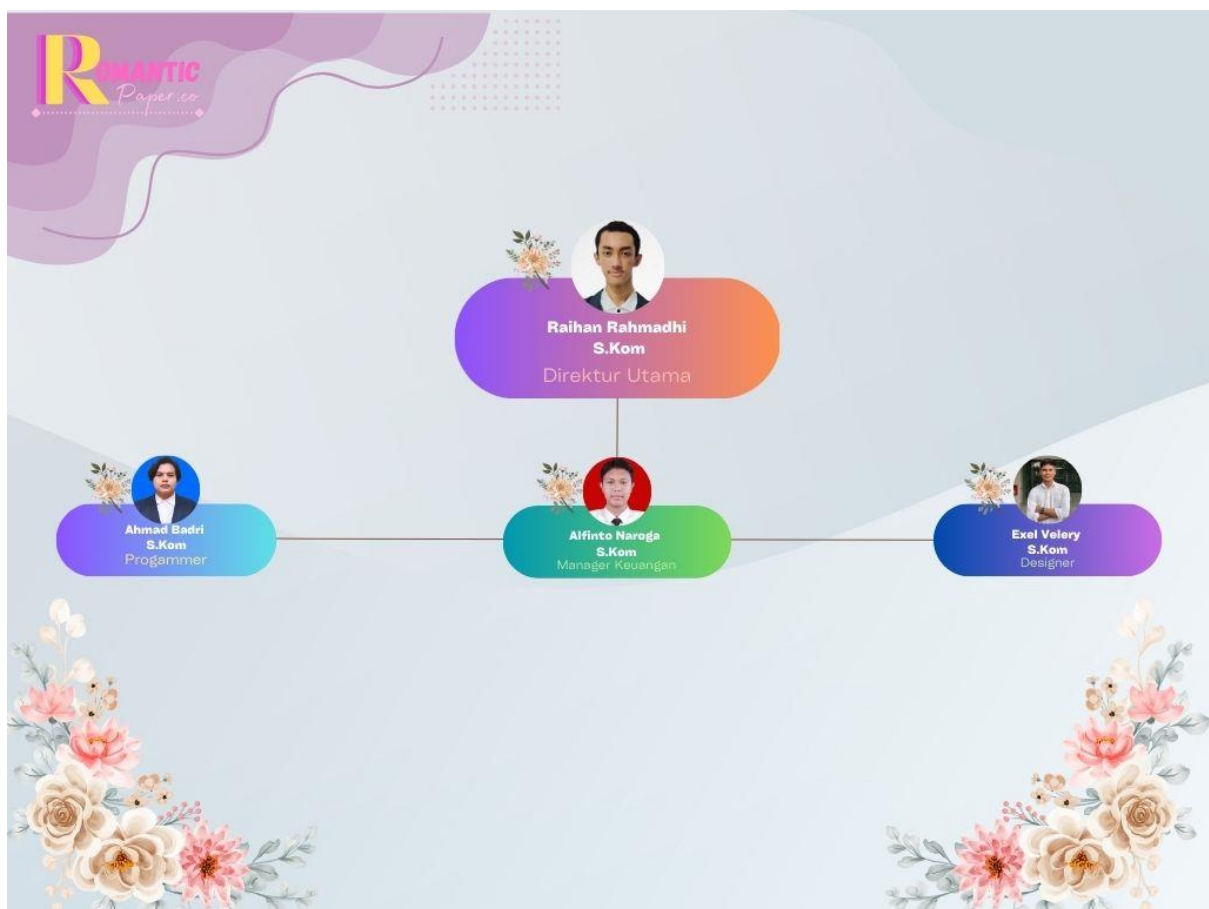 ROMANTIC
Paper.co
Raihan Rahmadhi
S.Kom
Direktur Utama
Ahmad Badri
S.Kom
Progammer
Alfinto Naroga
S.Kom
Manager Keuangan
Exel Velery
S.Kom
Designer